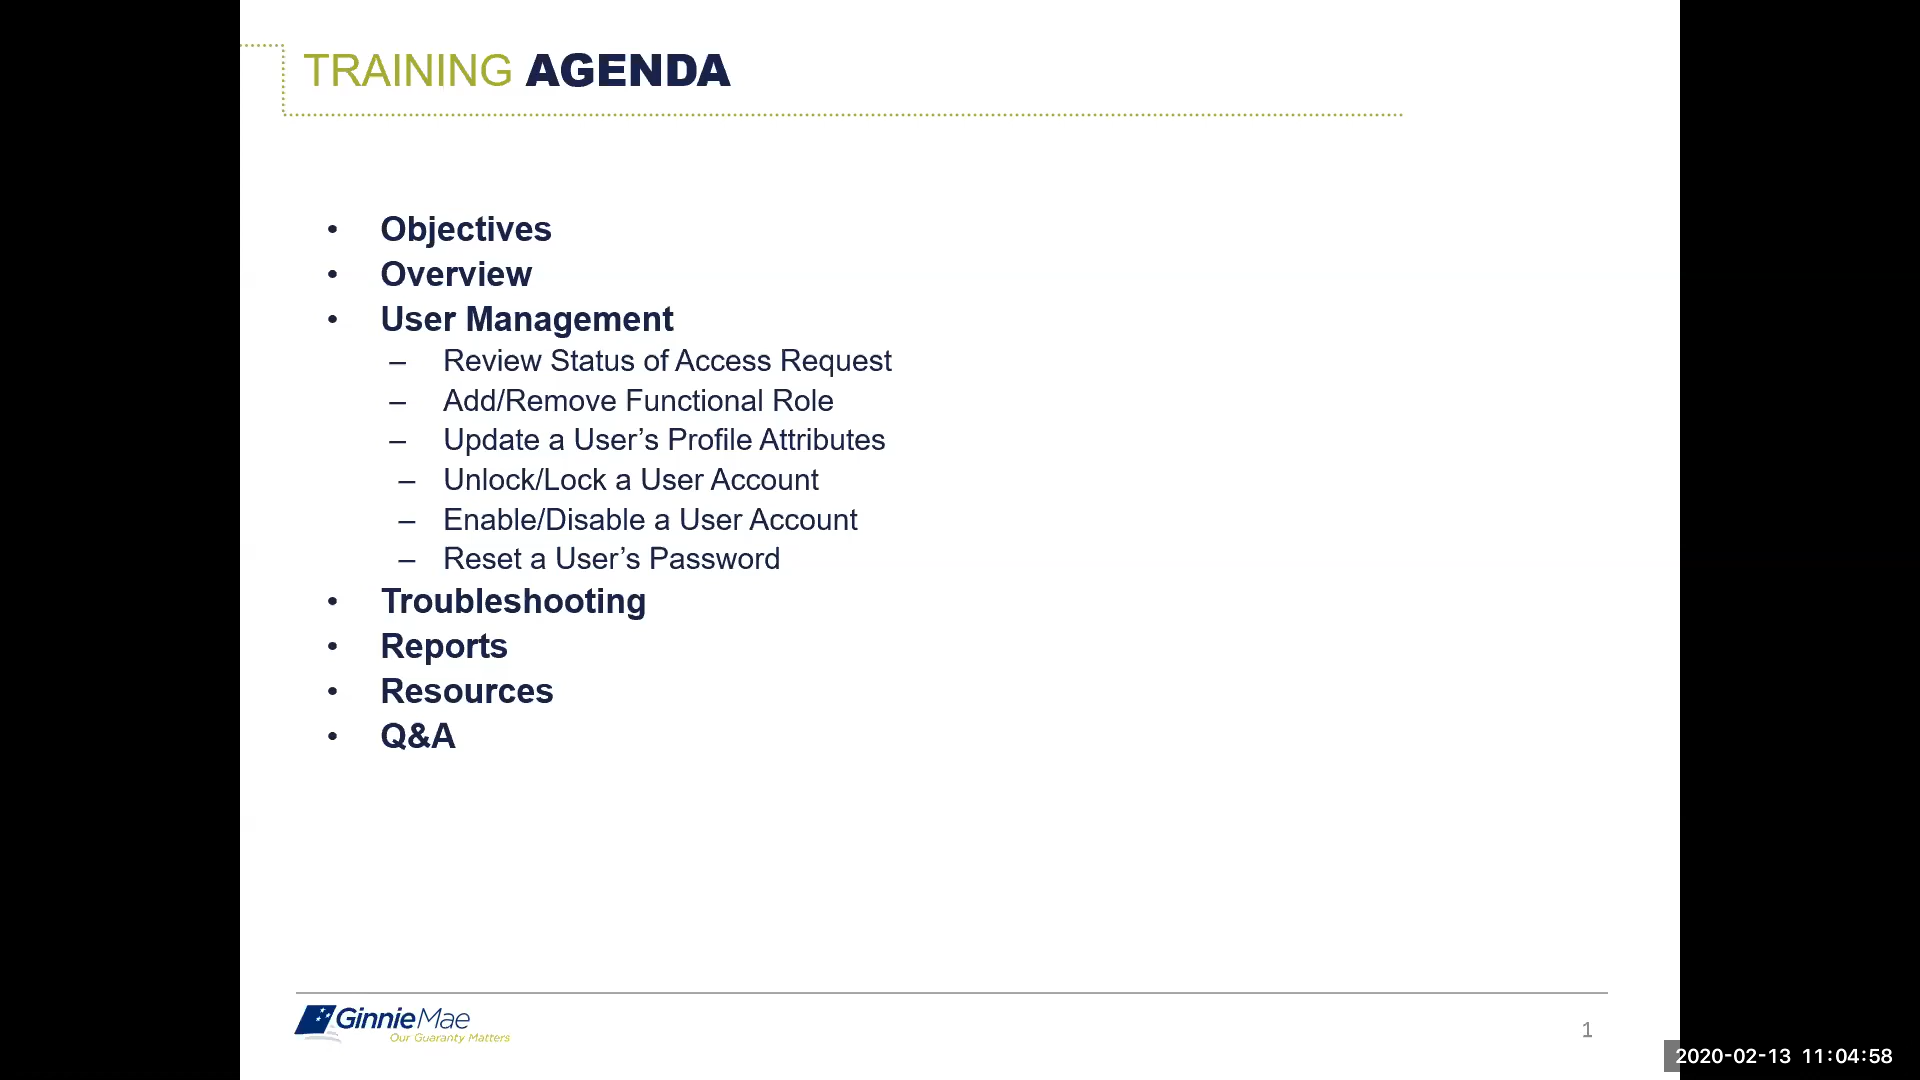 TRAINING AGENDA
• Objectives
• Overview
• User Management
– Review Status of Access Request
– Add/Remove Functional Role
– Update a User’s Profile Attributes
– Unlock/Lock a User Account
– Enable/Disable a User Account
– Reset a User’s Password
• Troubleshooting
• Reports
• Resources
• Q&A
GinnieMae
Our Guaranty Matters
1
2020-02-13 11:04:58